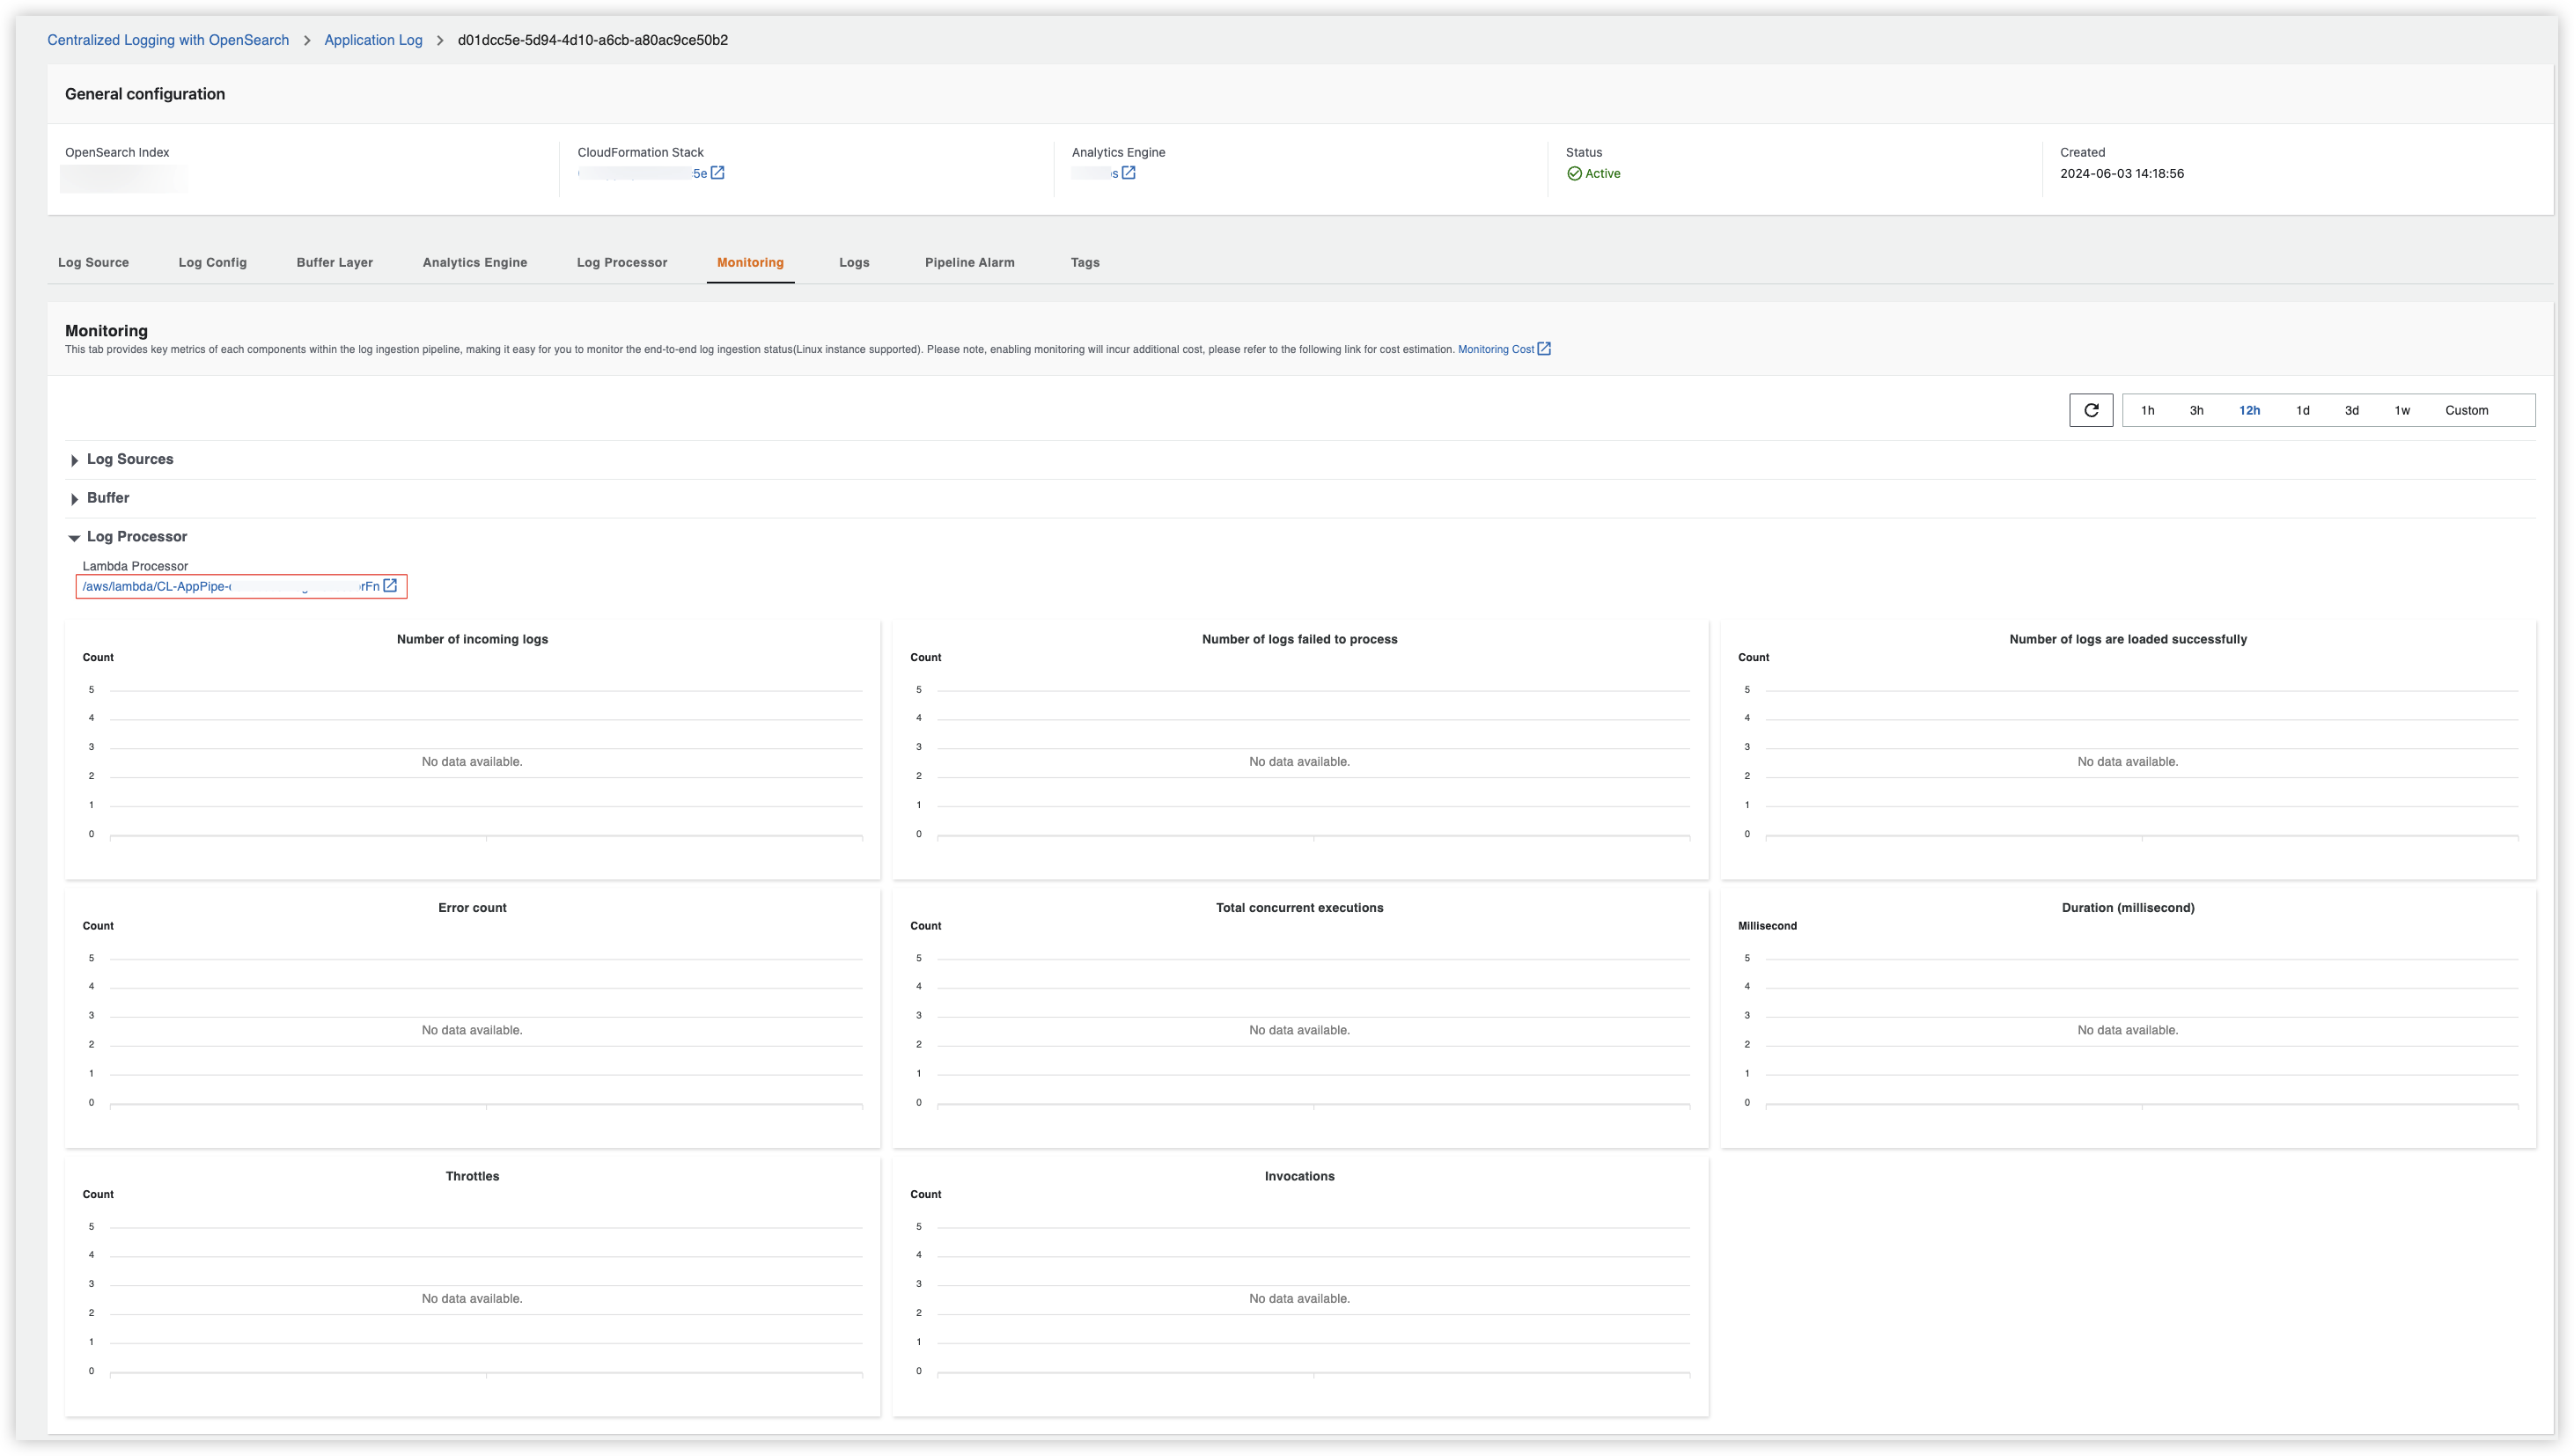 Centralized Logging with OpenSearch > Application Log > d01dcc5e-5d94-4d10-a6cb-a80ac9ce50b2
General configuration
OpenSearch Index
CloudFormation Stack
5e
Analytics Engine
s
Status
Active
Created
2024-06-03 14:18:56
Log Source
Log Config
Buffer Layer
Analytics Engine
Log Processor
Monitoring
Logs
Pipeline Alarm
Tags
Monitoring
This tab provides key metrics of each components within the log ingestion pipeline, making it easy for you to monitor the end-to-end log ingestion status(Linux instance supported). Please note, enabling monitoring will incur additional cost, please refer to the following link for cost estimation. Monitoring Cost
1h 3h 12h 1d 3d 1w Custom
Log Sources
Buffer
Log Processor
Lambda Processor
/aws/lambda/CL-AppPipe- rFn
Number of incoming logs
Count
5
4
3
No data available.
2
1
0
Number of logs failed to process
Count
5
4
3
No data available.
2
1
0
Number of logs are loaded successfully
Count
5
4
3
No data available.
2
1
0
Error count
Count
5
4
3
No data available.
2
1
0
Total concurrent executions
Count
5
4
3
No data available.
2
1
0
Duration (millisecond)
Millisecond
5
4
3
No data available.
2
1
0
Throttles
Count
5
4
3
No data available.
2
1
0
Invocations
Count
5
4
3
No data available.
2
1
0